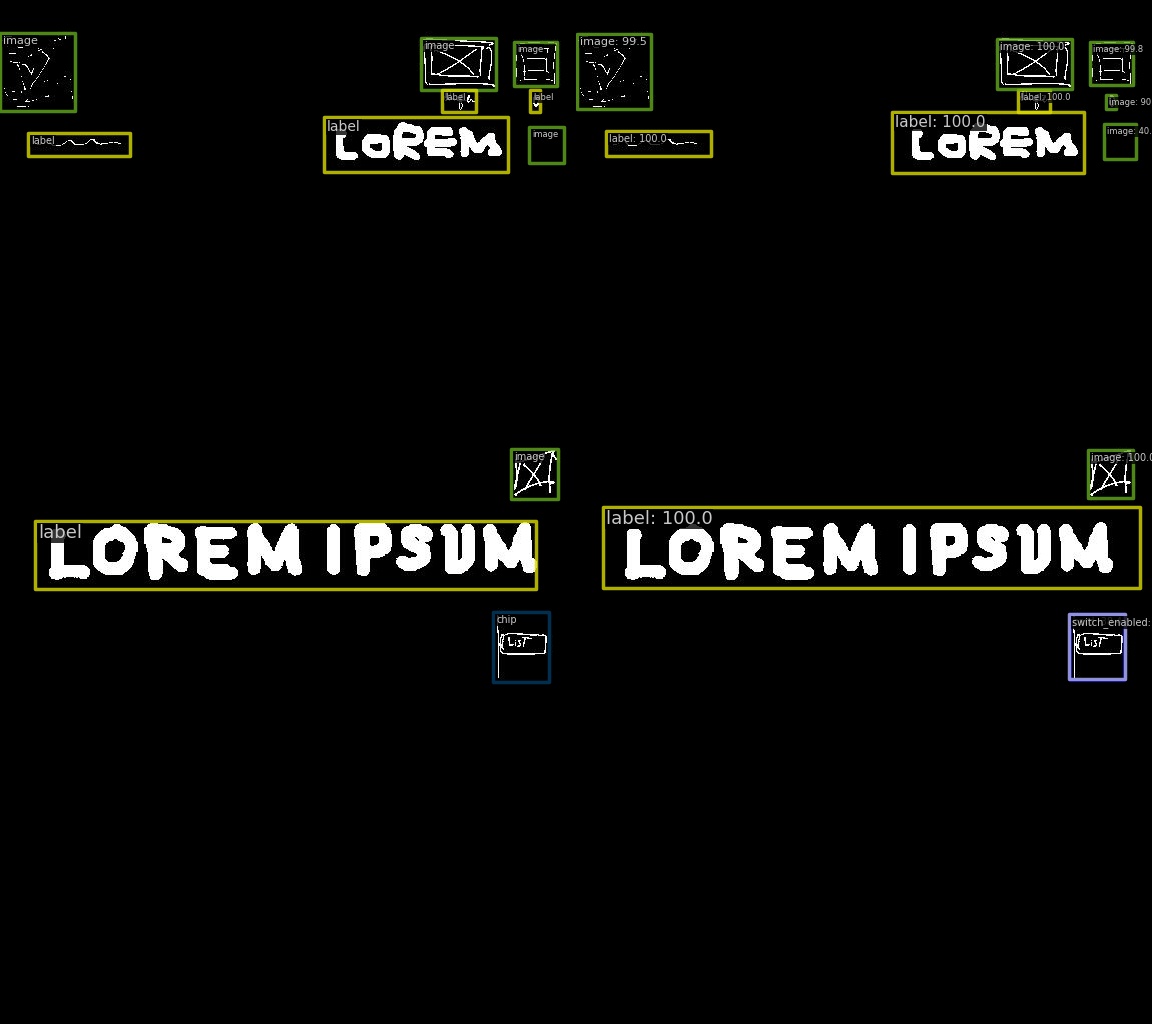 image image image image: 99.5 image: 100.0 image: 99.8
label label label: 100.0 image: 90
label label LOREM image label: 100.0 label: 100.0 LOREM image: 40.
image image: 100.0
label LOREM IPSUM label: 100.0 LOREM IPSUM
chip LIST switch_enabled: LIST